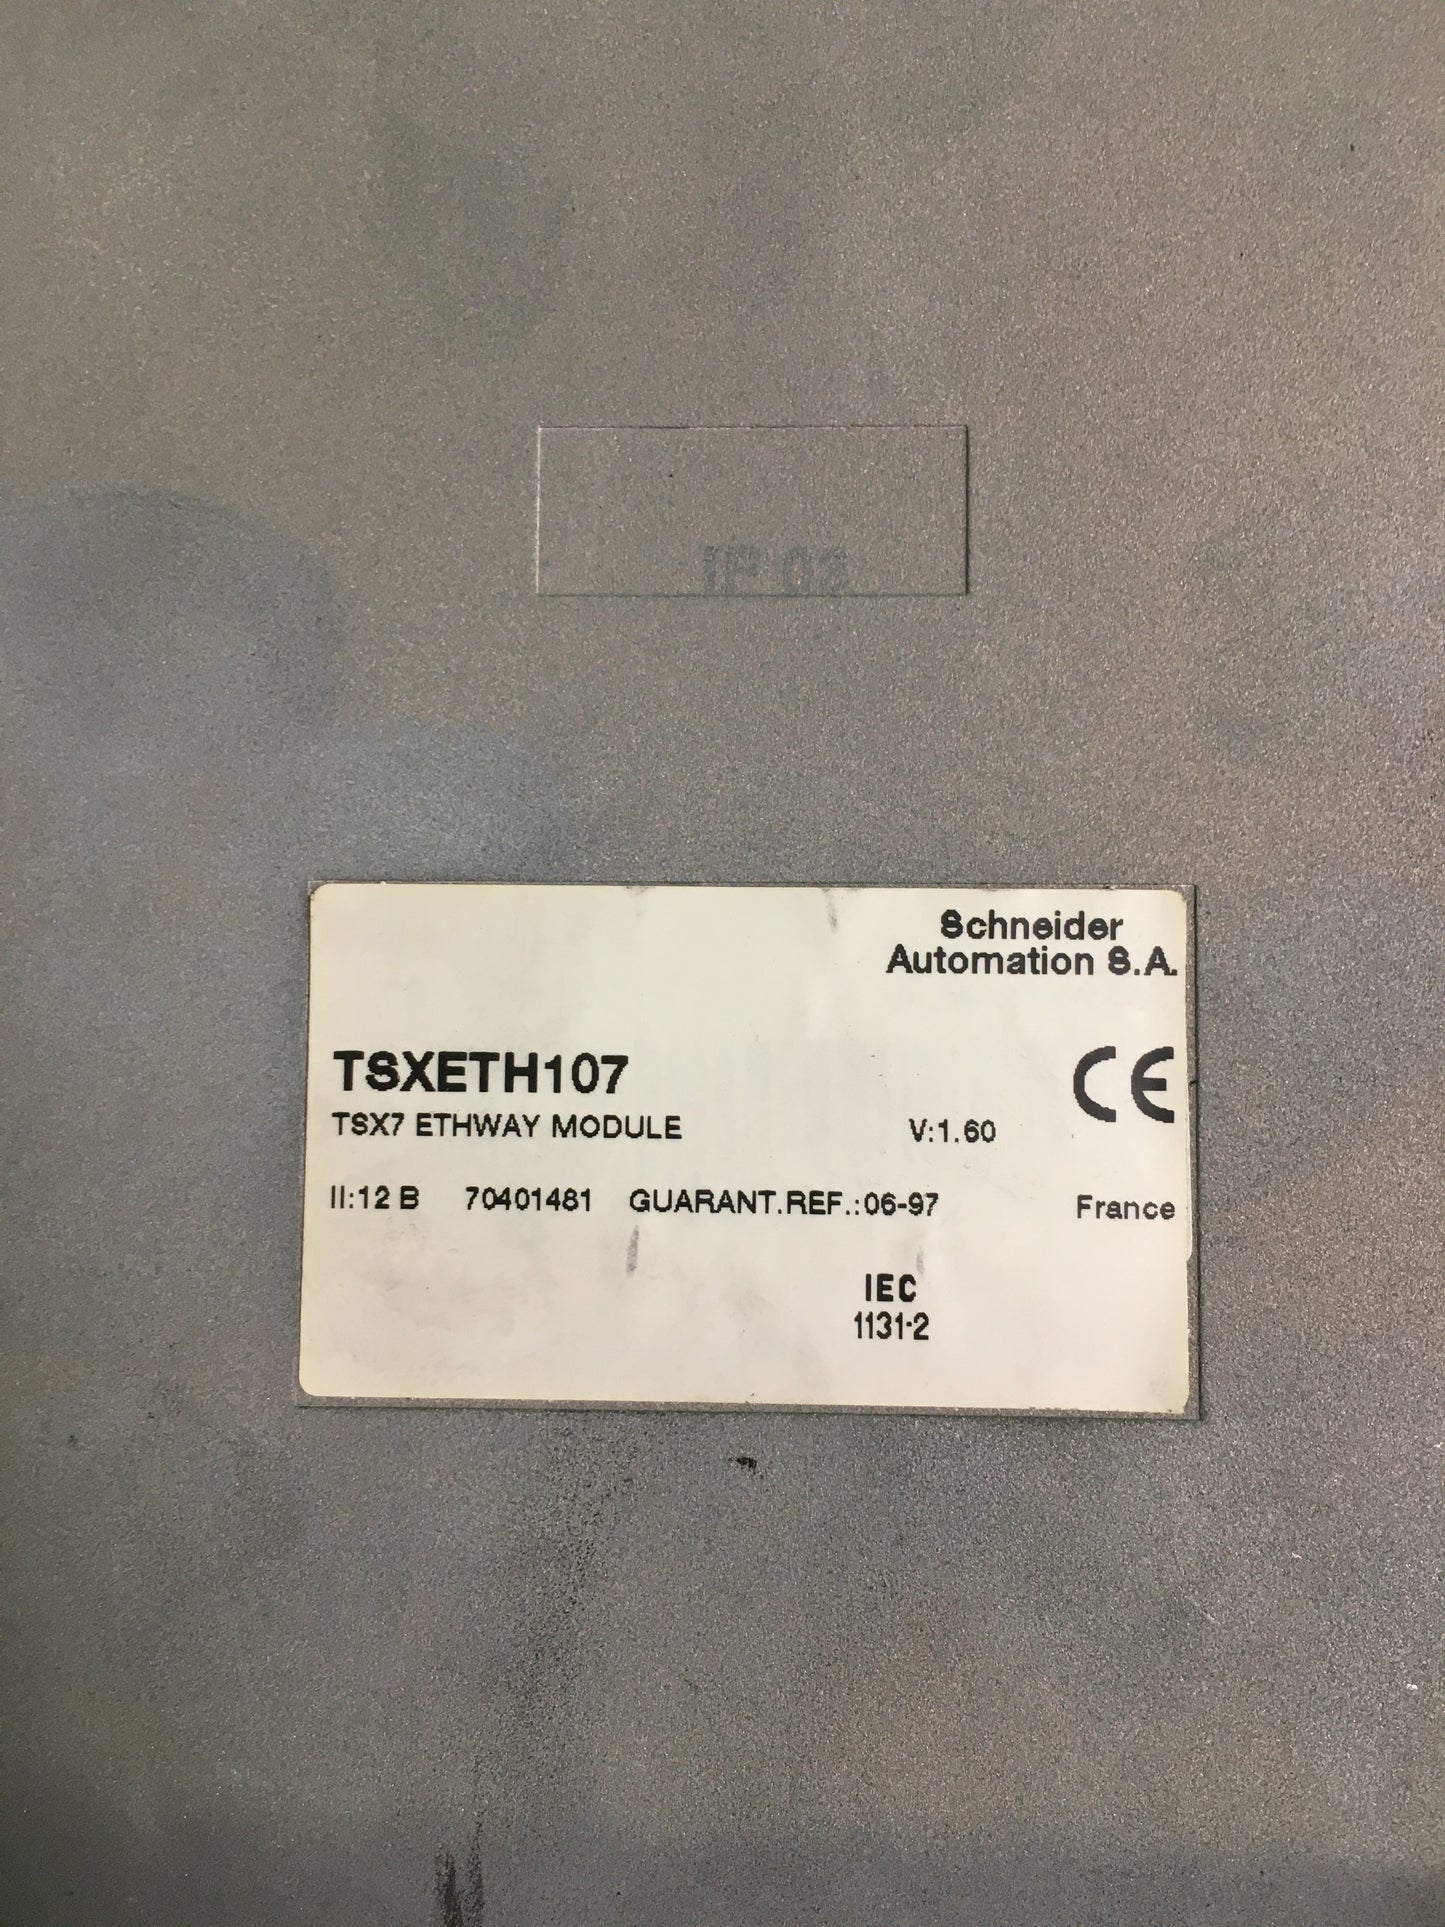 Schneider
Automation S.A.
TSXETH107
TSX7 ETHWAY MODULE V:1.60 CE
II:12 B 70401481 GUARANT.REF.:06-97 France
IEC
1131-2